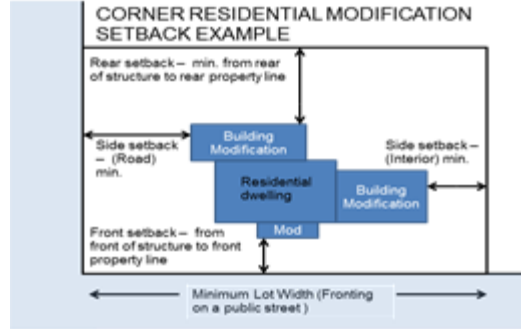 CORNER RESIDENTIAL MODIFICATION
SETBACK EXAMPLE
Rear setback – min. from rear
of structure to rear property line
Building
Modification
Side setback
– (Road)
min.
Side setback –
(Interior) min.
Residential
dwelling
Building
Modification
Mod
Front setback – from
front of structure to front
property line
Minimum Lot Width (Fronting
on a public street )